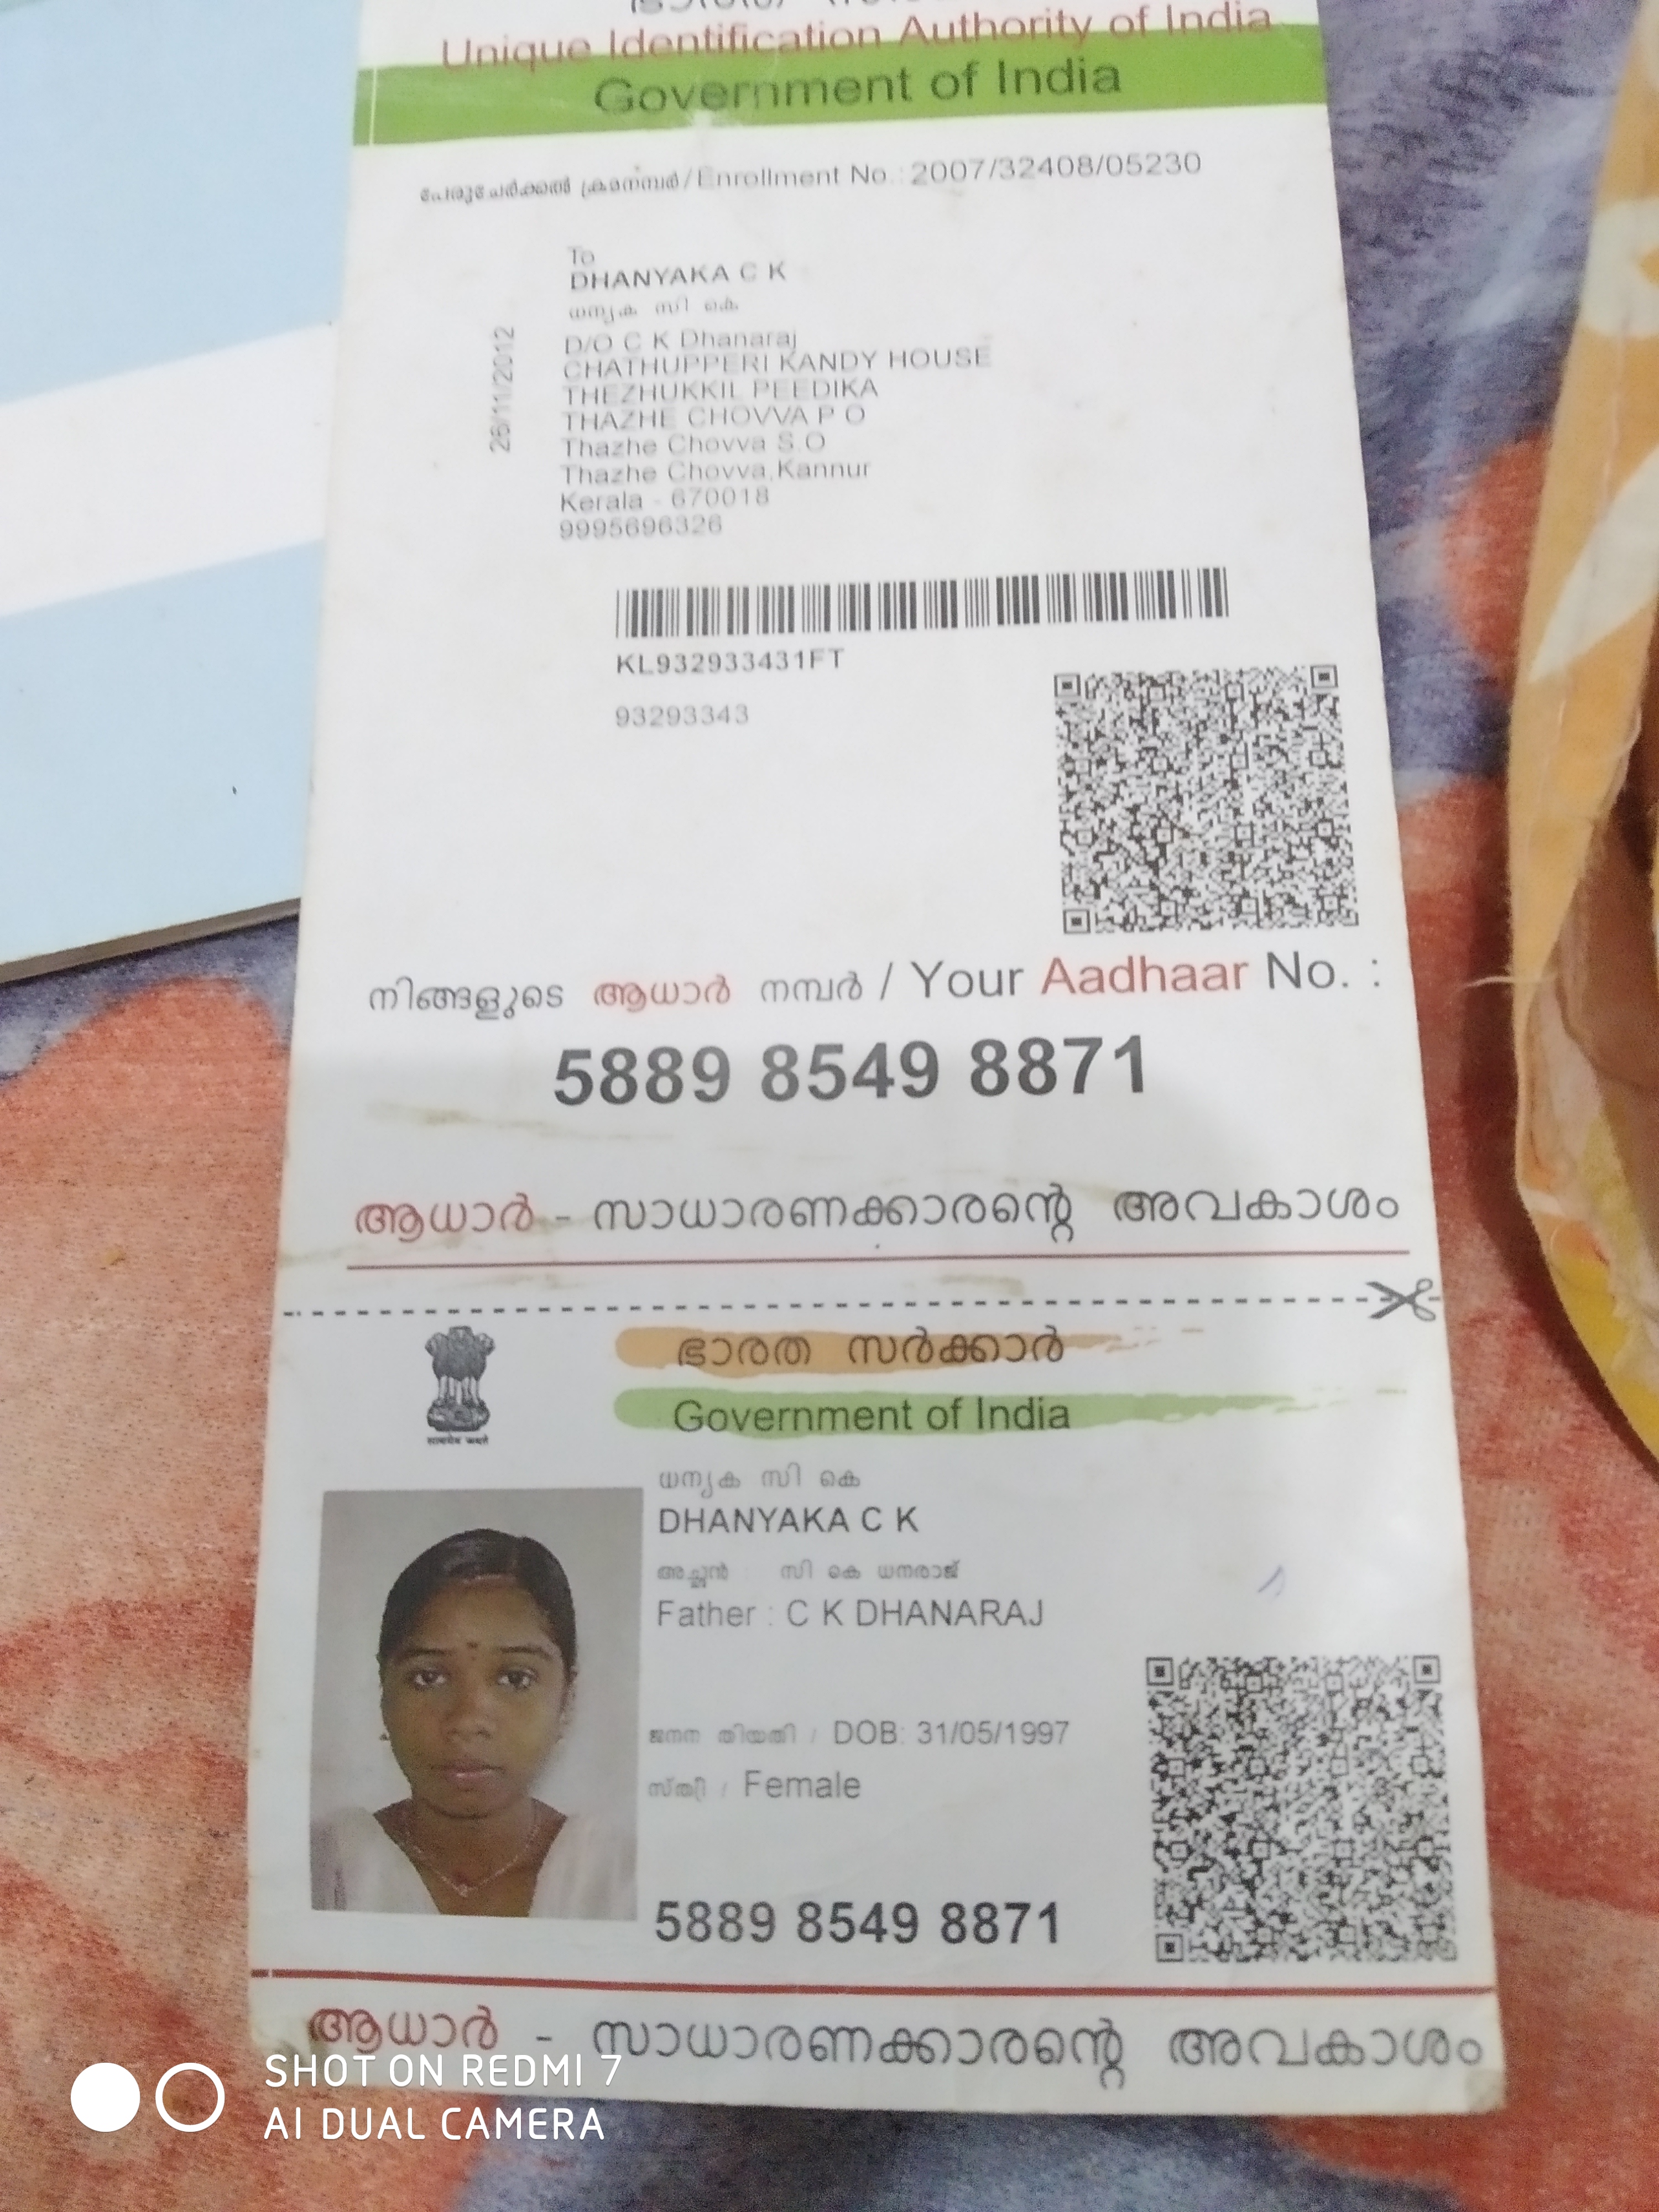 Unique Identification Authority of India
Government of India
പേരുചേർക്കൽ ക്രമനമ്പർ / Enrollment No.: 2007/32408/05230
To
DHANYAKA C K
ധന്യക സി കെ
D/O C K Dhanaraj
CHATHUPPERI KANDY HOUSE
THEZHUKKIL PEEDIKA
THAZHE CHOVVA P O
Thazhe Chovva S.O
Thazhe Chovva,Kannur
Kerala - 670018
9995696326
26/11/2012
KL932933431FT
93293343
നിങ്ങളുടെ ആധാർ നമ്പർ / Your Aadhaar No. :
5889 8549 8871
ആധാർ - സാധാരണക്കാരന്റെ അവകാശം
ഭാരത സർക്കാർ
Government of India
ധന്യക സി കെ
DHANYAKA C K
അച്ഛൻ : സി കെ ധനരാജ്
Father : C K DHANARAJ
ജനന തിയതി / DOB: 31/05/1997
സ്ത്രീ / Female
5889 8549 8871
ആധാർ - സാധാരണക്കാരന്റെ അവകാശം
SHOT ON REDMI 7
AI DUAL CAMERA